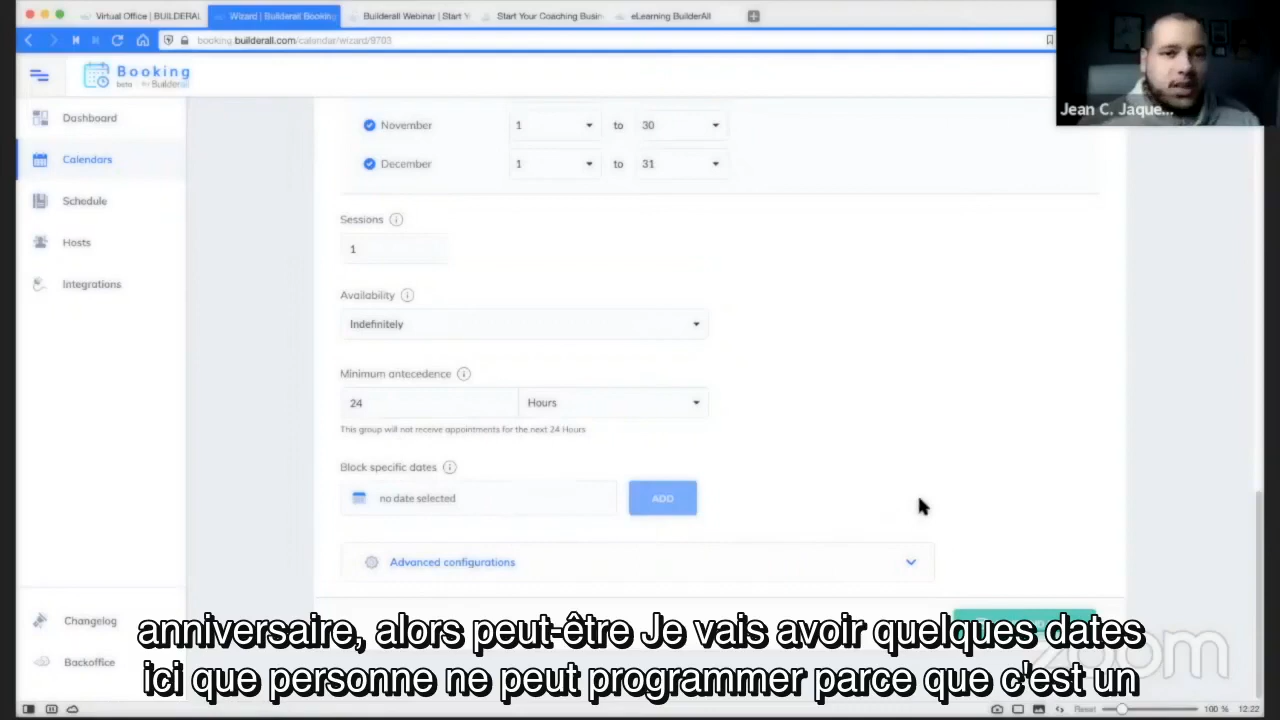 Virtual Office | BUILDERAL
Wizard | Builderall Booking
Builderall Webinar | Start Y
Start Your Coaching Busin
eLearning BuilderAll
booking.builderall.com/calendar/wizard/9703
Jean C. Jaque...
Booking
beta by Builderall
Dashboard
Calendars
Schedule
Hosts
Integrations
Changelog
Backoffice
November 1 to 30
December 1 to 31
Sessions
1
Availability
Indefinitely
Minimum antecedence
24 Hours
This group will not receive appointments for the next 24 Hours
Block specific dates
no date selected ADD
Advanced configurations
anniversaire, alors peut-être Je vais avoir quelques dates
ici que personne ne peut programmer parce que c'est un
zoom
Reset 100 % 12:22